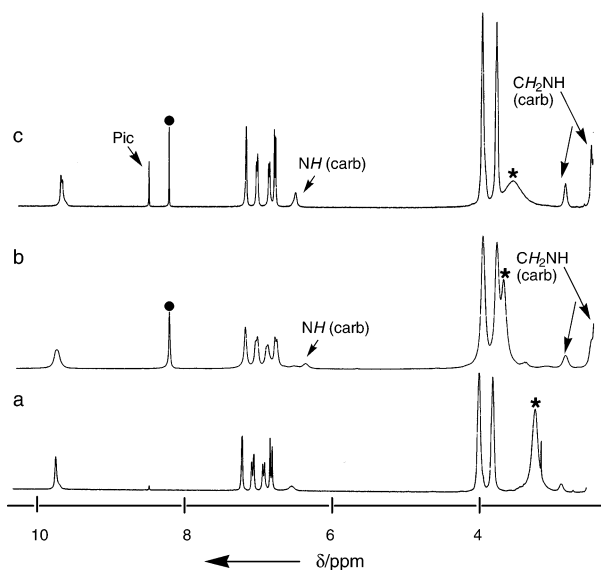 CH₂NH
(carb)
c
Pic
NH (carb)
*
b
CH₂NH
(carb)
*
NH (carb)
a
*
10
8
6
4
δ/ppm